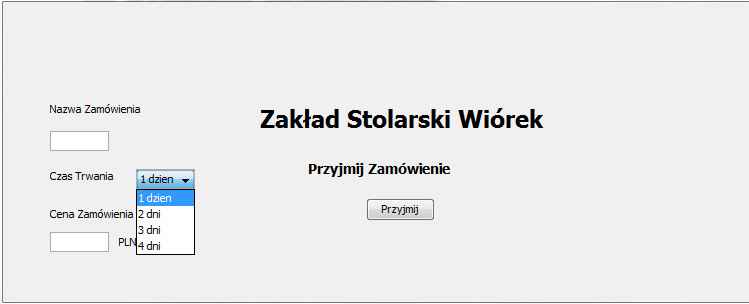 Nazwa Zamówienia
Zakład Stolarski Wiórek
Przyjmij Zamówienie
Czas Trwania
1 dzien
1 dzien
2 dni
3 dni
4 dni
Cena Zamówienia
PLN
Przyjmij